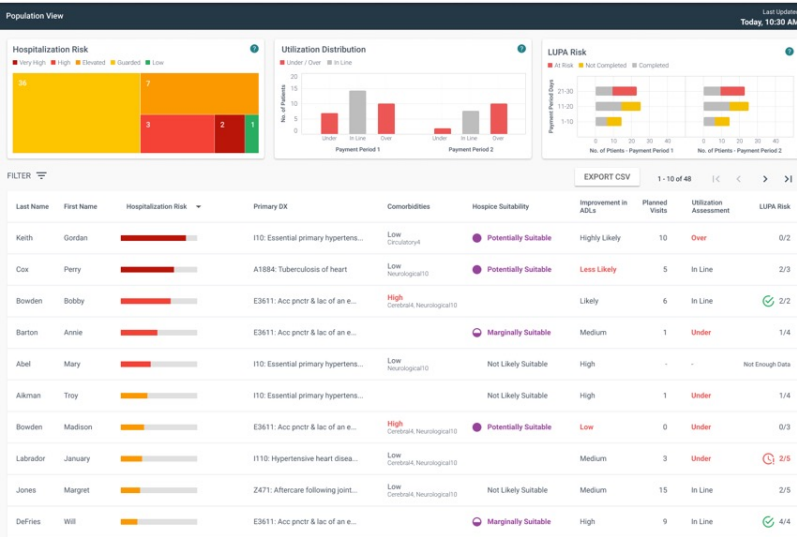 Population View
Last Updated
Today, 10:30 AM
Hospitalization Risk
Very High High Elevated Guarded Low
36
7
3
2
1
Utilization Distribution
Under / Over In Line
No. of Patients
20
15
10
5
0
Under In Line Over Under In Line Over
Payment Period 1 Payment Period 2
LUPA Risk
At Risk Not Completed Completed
Payment Period Days
21-30
11-20
1-10
0 10 20 30 40 0 10 20 30 40
No. of Ptients - Payment Period 1 No. of Pthients - Payment Period 2
FILTER
EXPORT CSV
1 - 10 of 48
Last Name First Name Hospitalization Risk Primary DX Comorbidities Hospice Suitability Improvement in ADLs Planned Visits Utilization Assessment LUPA Risk
Keith Gordan I10: Essential primary hypertens... Low Circulatory4 Potentially Suitable Highly Likely 10 Over 0/2
Cox Perry A1884: Tuberculosis of heart Low Neurological10 Potentially Suitable Less Likely 5 In Line 2/3
Bowden Bobby E3611: Acc pnctr & lac of an e... High Cerebral4, Neurological10 Likely 6 In Line 2/2
Barton Annie E3611: Acc pnctr & lac of an e... Marginally Suitable Medium 1 Under 1/4
Abel Mary I10: Essential primary hypertens... Low Neurological10 Not Likely Suitable High - - Not Enough Data
Aikman Troy I10: Essential primary hypertens... Not Likely Suitable High 1 Under 1/4
Bowden Madison E3611: Acc pnctr & lac of an e... High Cerebral4, Neurological10 Potentially Suitable Low 0 Under 0/3
Labrador January I110: Hypertensive heart disea... Low Cerebral4, Neurological10 Medium 3 Under 2/5
Jones Margret Z471: Aftercare following joint... Low Cerebral4, Neurological10 Not Likely Suitable Medium 15 In Line 2/5
DeFries Will E3611: Acc pnctr & lac of an e... Marginally Suitable High 9 In Line 4/4